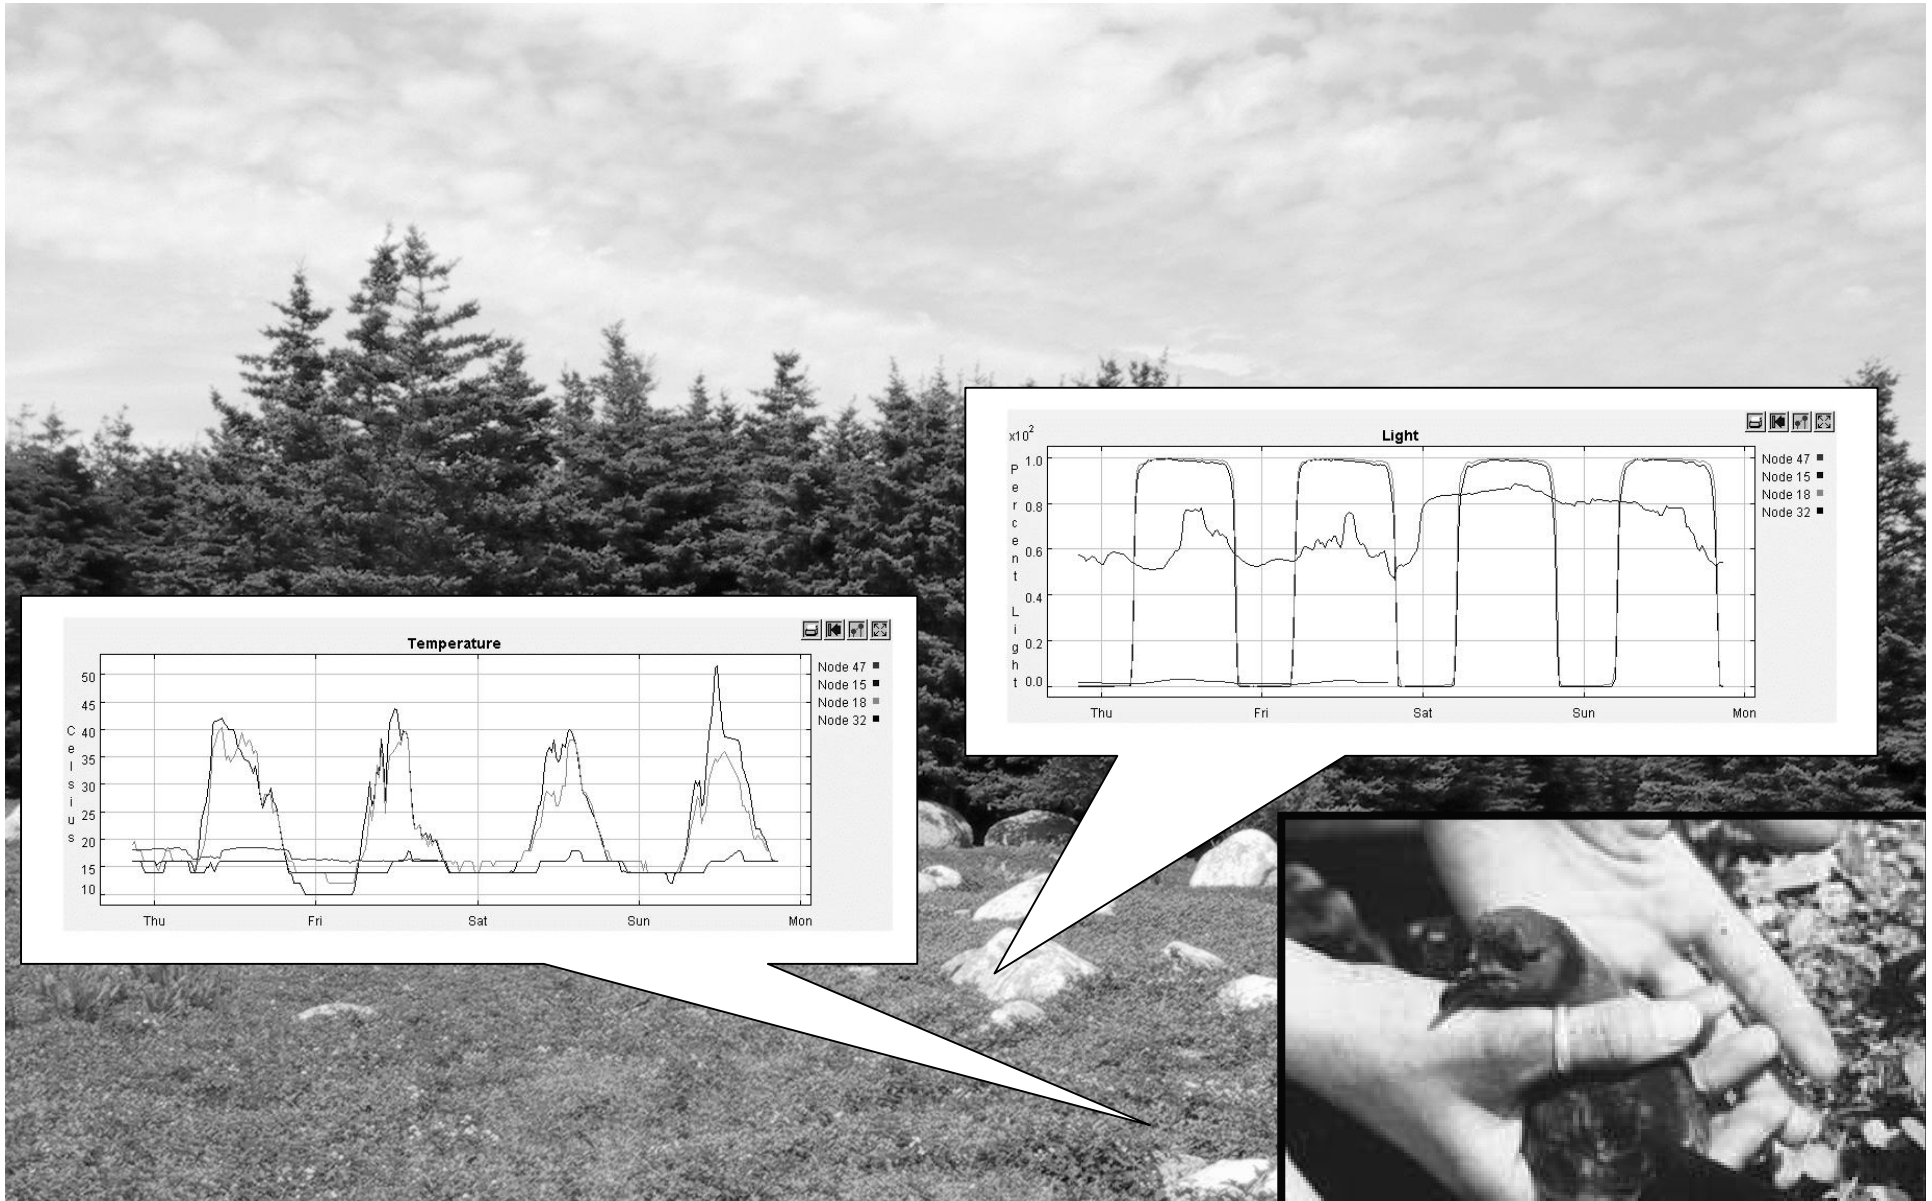 Temperature
Celsius
50
45
40
35
30
25
20
15
10
Thu Fri Sat Sun Mon
Node 47
Node 15
Node 18
Node 32
Light
x10²
Percent Light
1.0
0.8
0.6
0.4
0.2
0.0
Thu Fri Sat Sun Mon
Node 47
Node 15
Node 18
Node 32